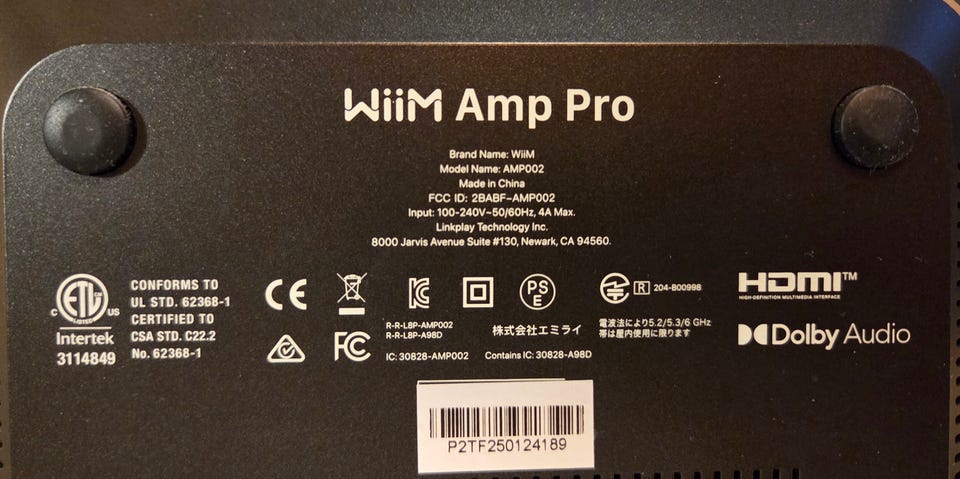 WiiM Amp Pro
Brand Name: WiiM
Model Name: AMP002
Made in China
FCC ID: 2BABF-AMP002
Input: 100-240V~50/60Hz, 4A Max.
Linkplay Technology Inc.
8000 Jarvis Avenue Suite #130, Newark, CA 94560.
ETL LISTED
C US
Intertek
3114849
CONFORMS TO
UL STD. 62368-1
CERTIFIED TO
CSA STD. C22.2
No. 62368-1
CE
FC
KC
R-R-L8P-AMP002
R-R-L8P-A98D
IC: 30828-AMP002 Contains IC: 30828-A98D
PS
E
株式会社エミライ
R 204-B00998
電波法により5.2/5.3/6 GHz
帯は屋内使用に限ります
HDMI™
HIGH-DEFINITION MULTIMEDIA INTERFACE
Dolby Audio
P2TF250124189